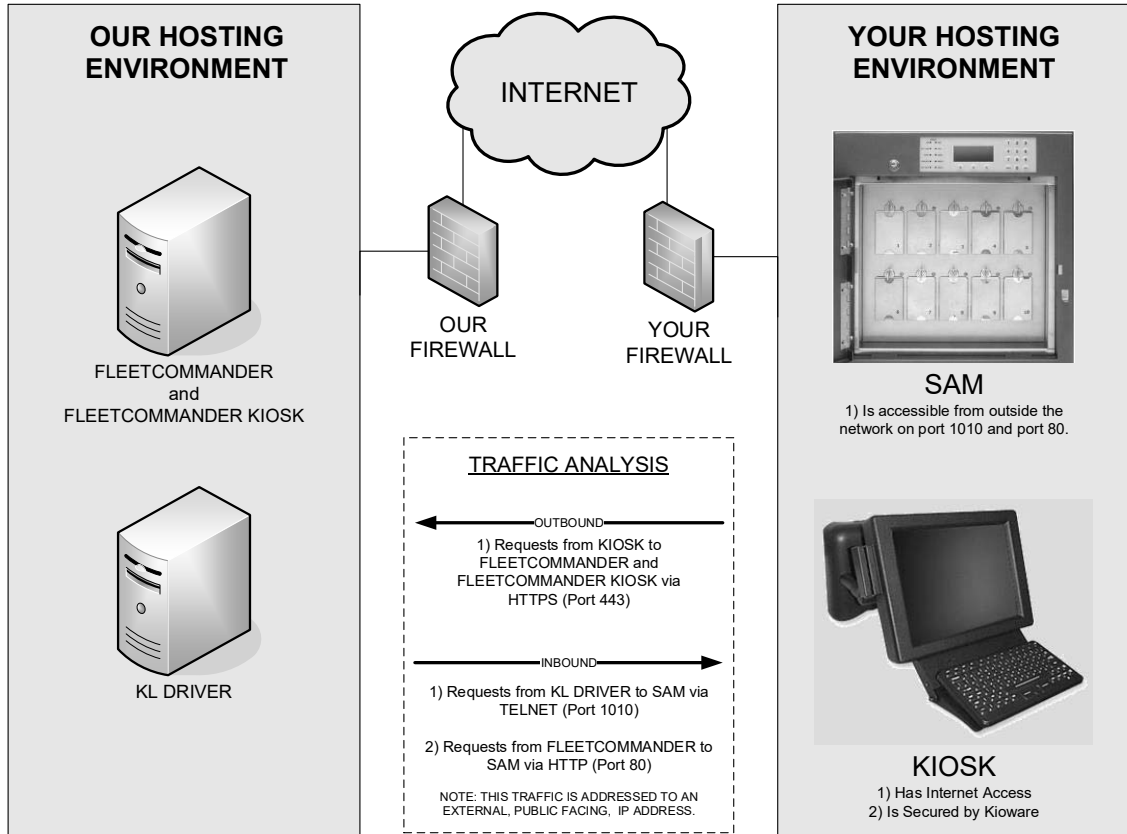 OUR HOSTING
ENVIRONMENT
FLEETCOMMANDER
and
FLEETCOMMANDER KIOSK
KL DRIVER
INTERNET
OUR
FIREWALL
YOUR
FIREWALL
TRAFFIC ANALYSIS
OUTBOUND
1) Requests from KIOSK to
FLEETCOMMANDER and
FLEETCOMMANDER KIOSK via
HTTPS (Port 443)
INBOUND
1) Requests from KL DRIVER to SAM via
TELNET (Port 1010)
2) Requests from FLEETCOMMANDER to
SAM via HTTP (Port 80)
NOTE: THIS TRAFFIC IS ADDRESSED TO AN
EXTERNAL, PUBLIC FACING, IP ADDRESS.
YOUR HOSTING
ENVIRONMENT
SAM
1) Is accessible from outside the
network on port 1010 and port 80.
KIOSK
1) Has Internet Access
2) Is Secured by Kioware